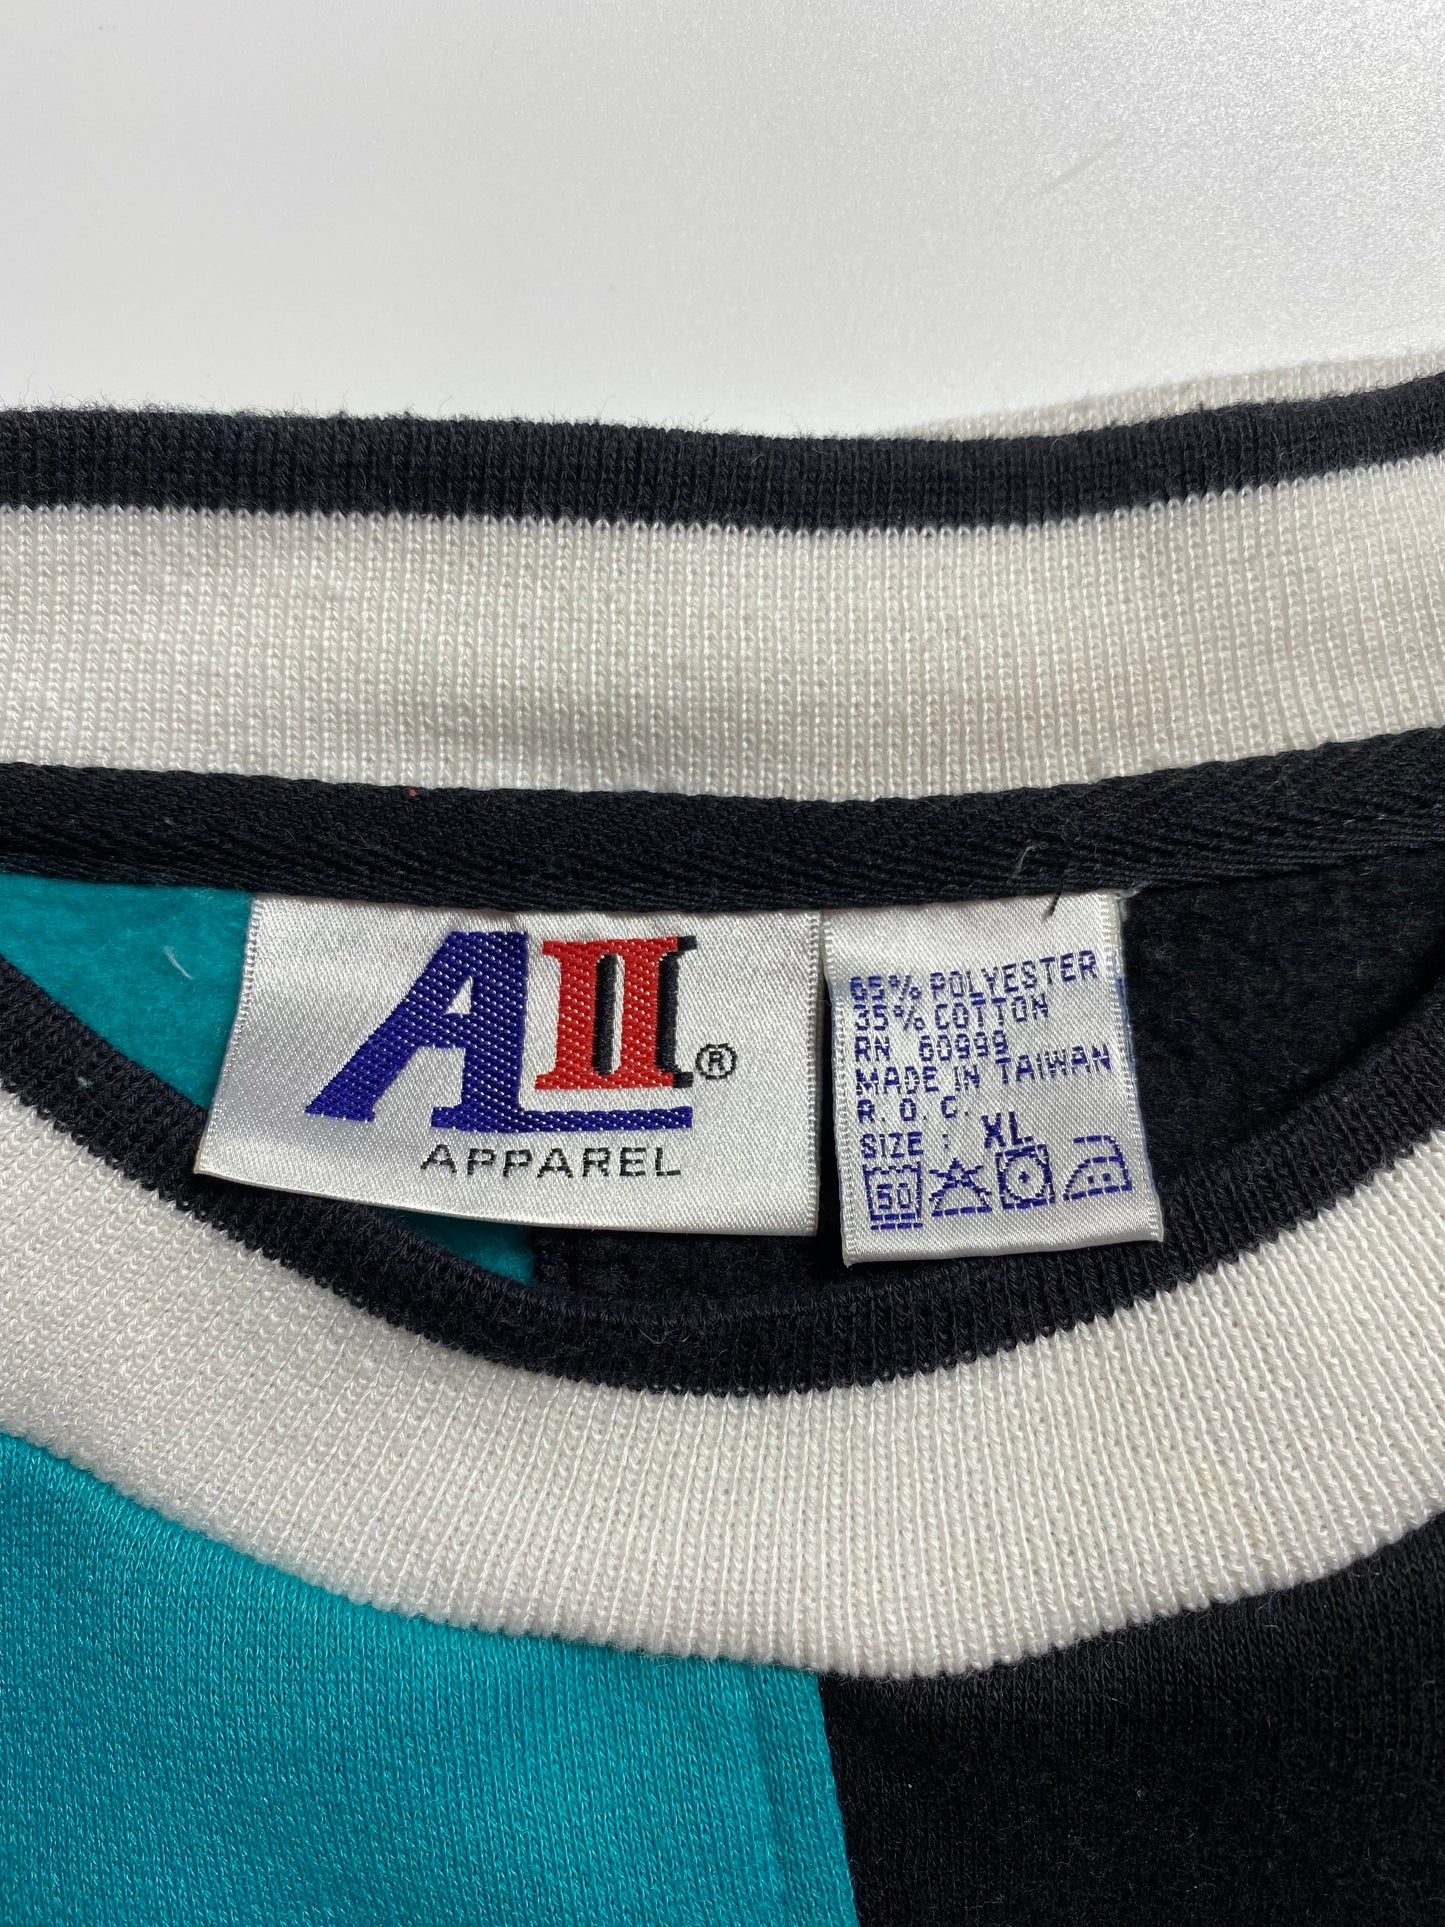 AII®
APPAREL
65% POLYESTER
35% COTTON
RN 60999
MADE IN TAIWAN
R.O.C.
SIZE: XL
50